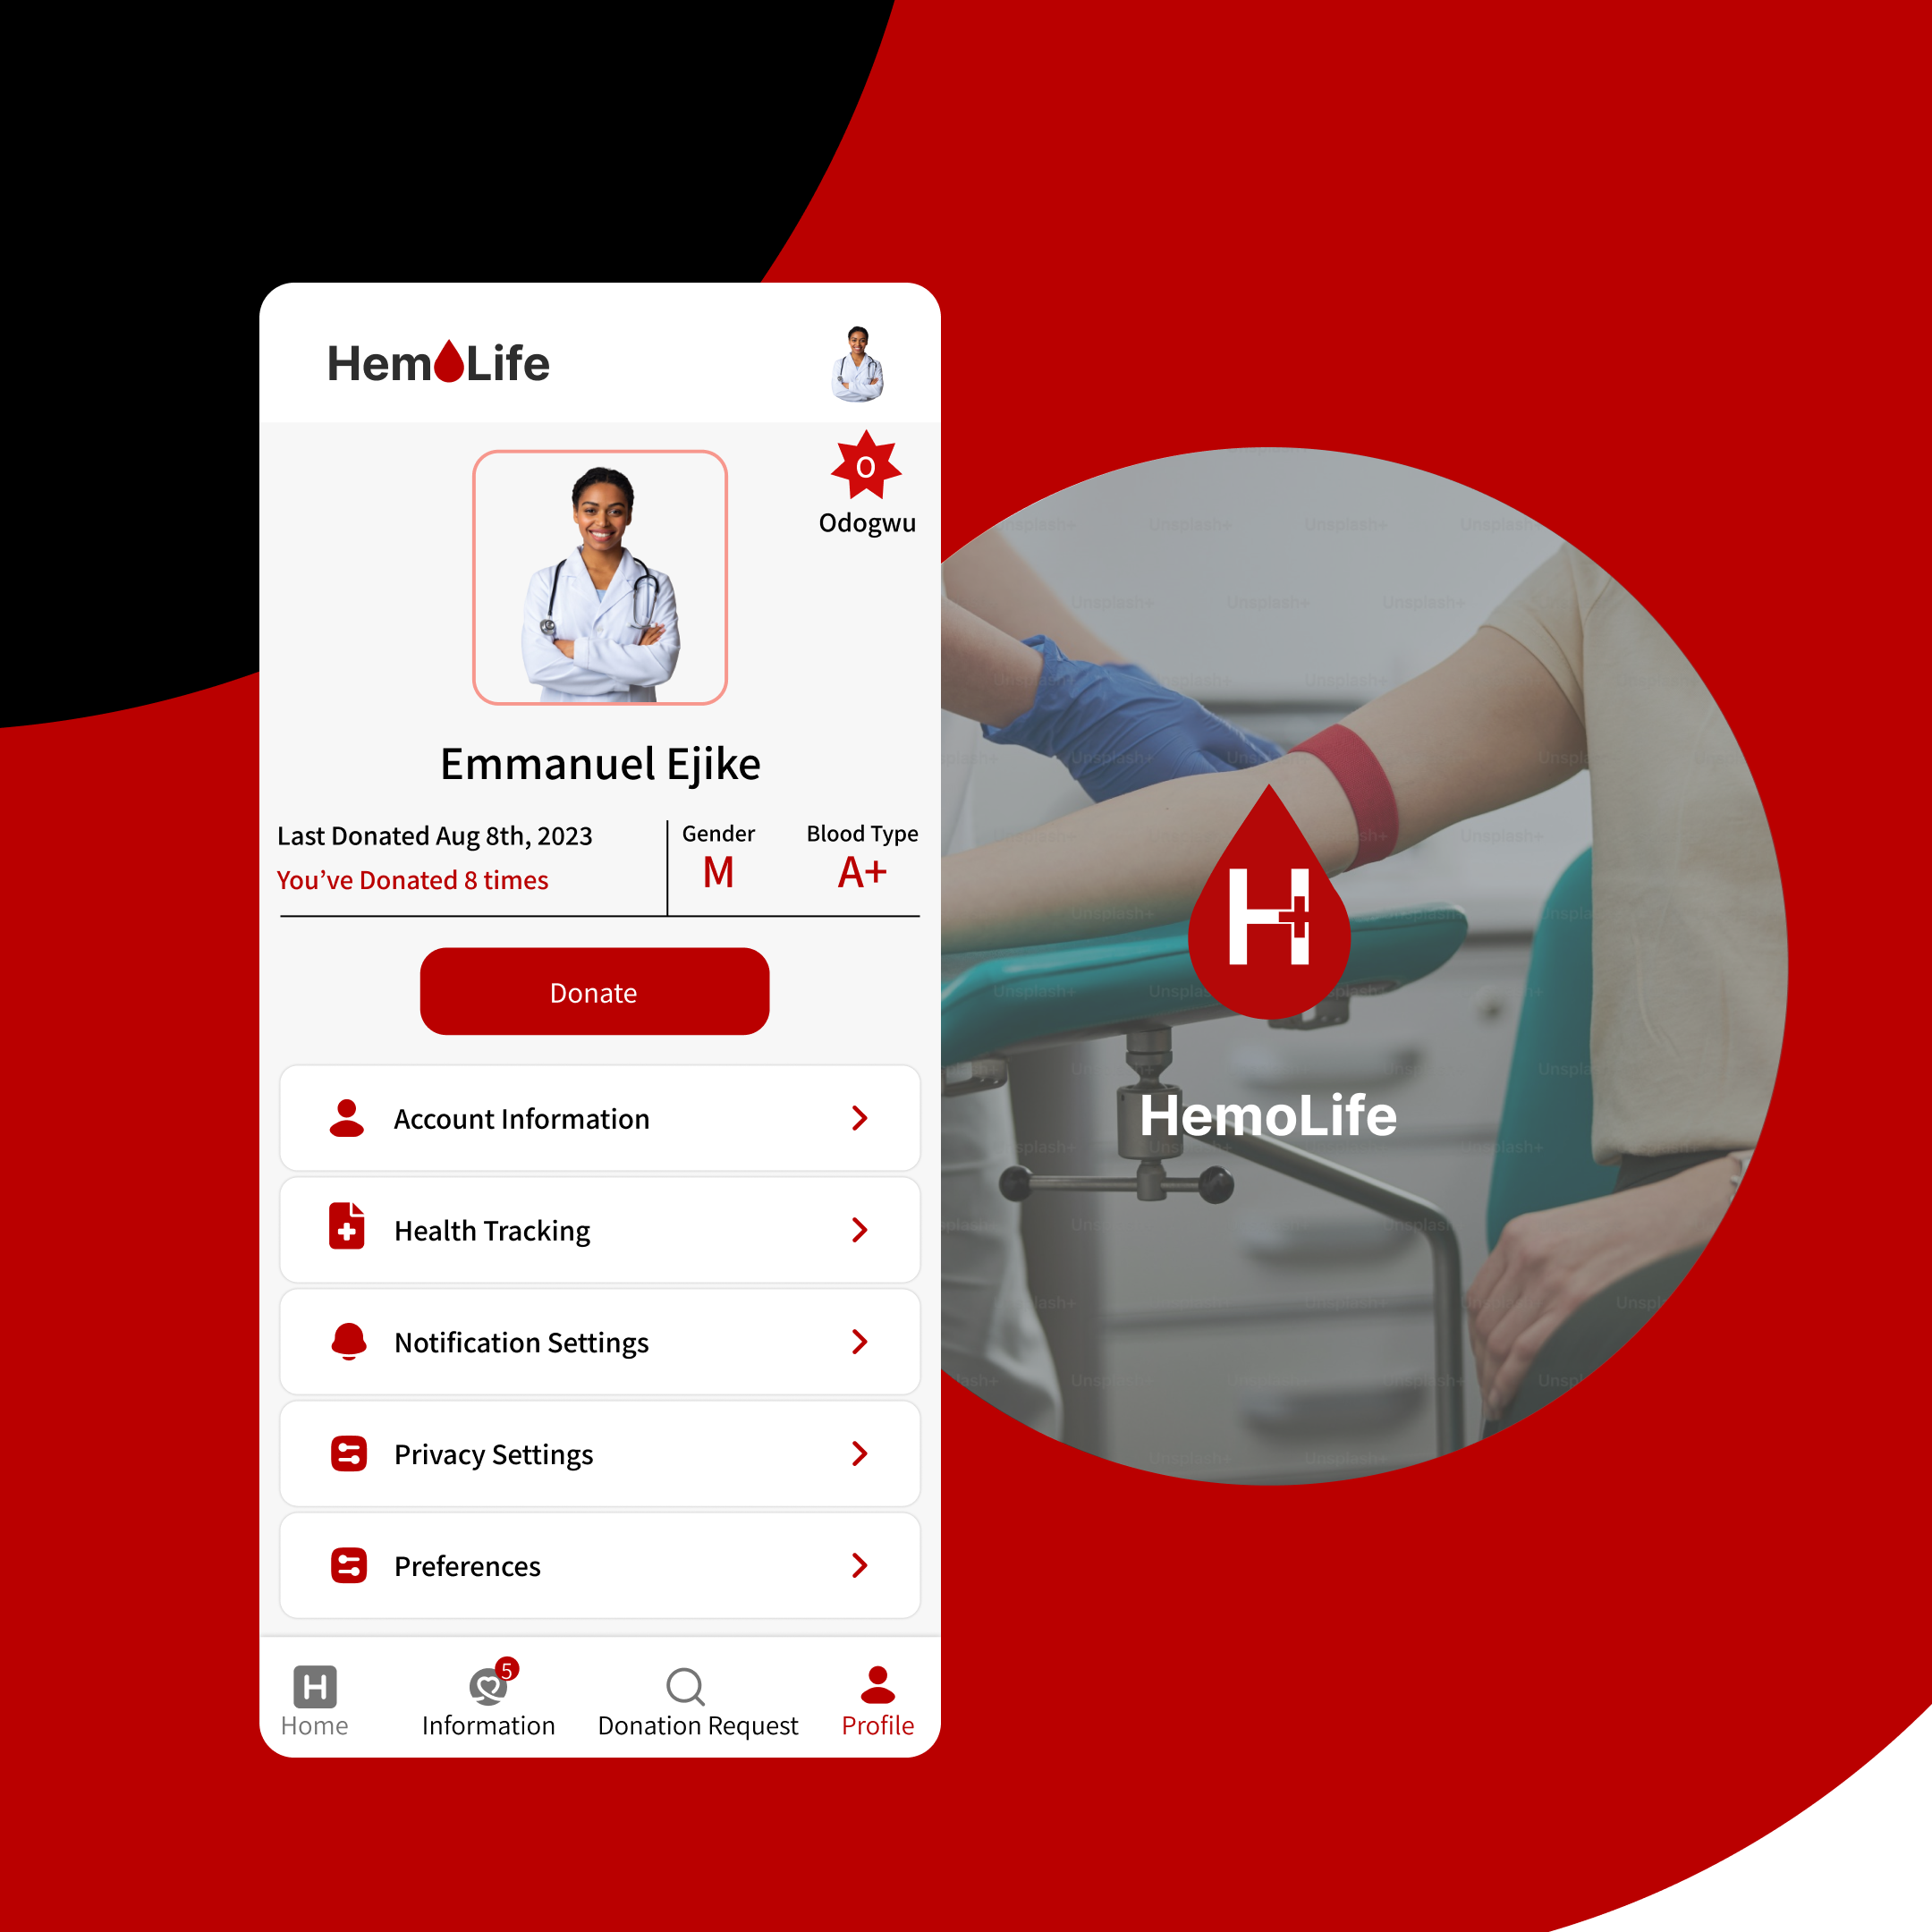 HemLife
O
Odogwu
Emmanuel Ejike
Last Donated Aug 8th, 2023
You’ve Donated 8 times
Gender
M
Blood Type
A+
Donate
Account Information
Health Tracking
Notification Settings
Privacy Settings
Preferences
H
Home
5
Information
Donation Request
Profile
H
HemoLife
Unsplash+